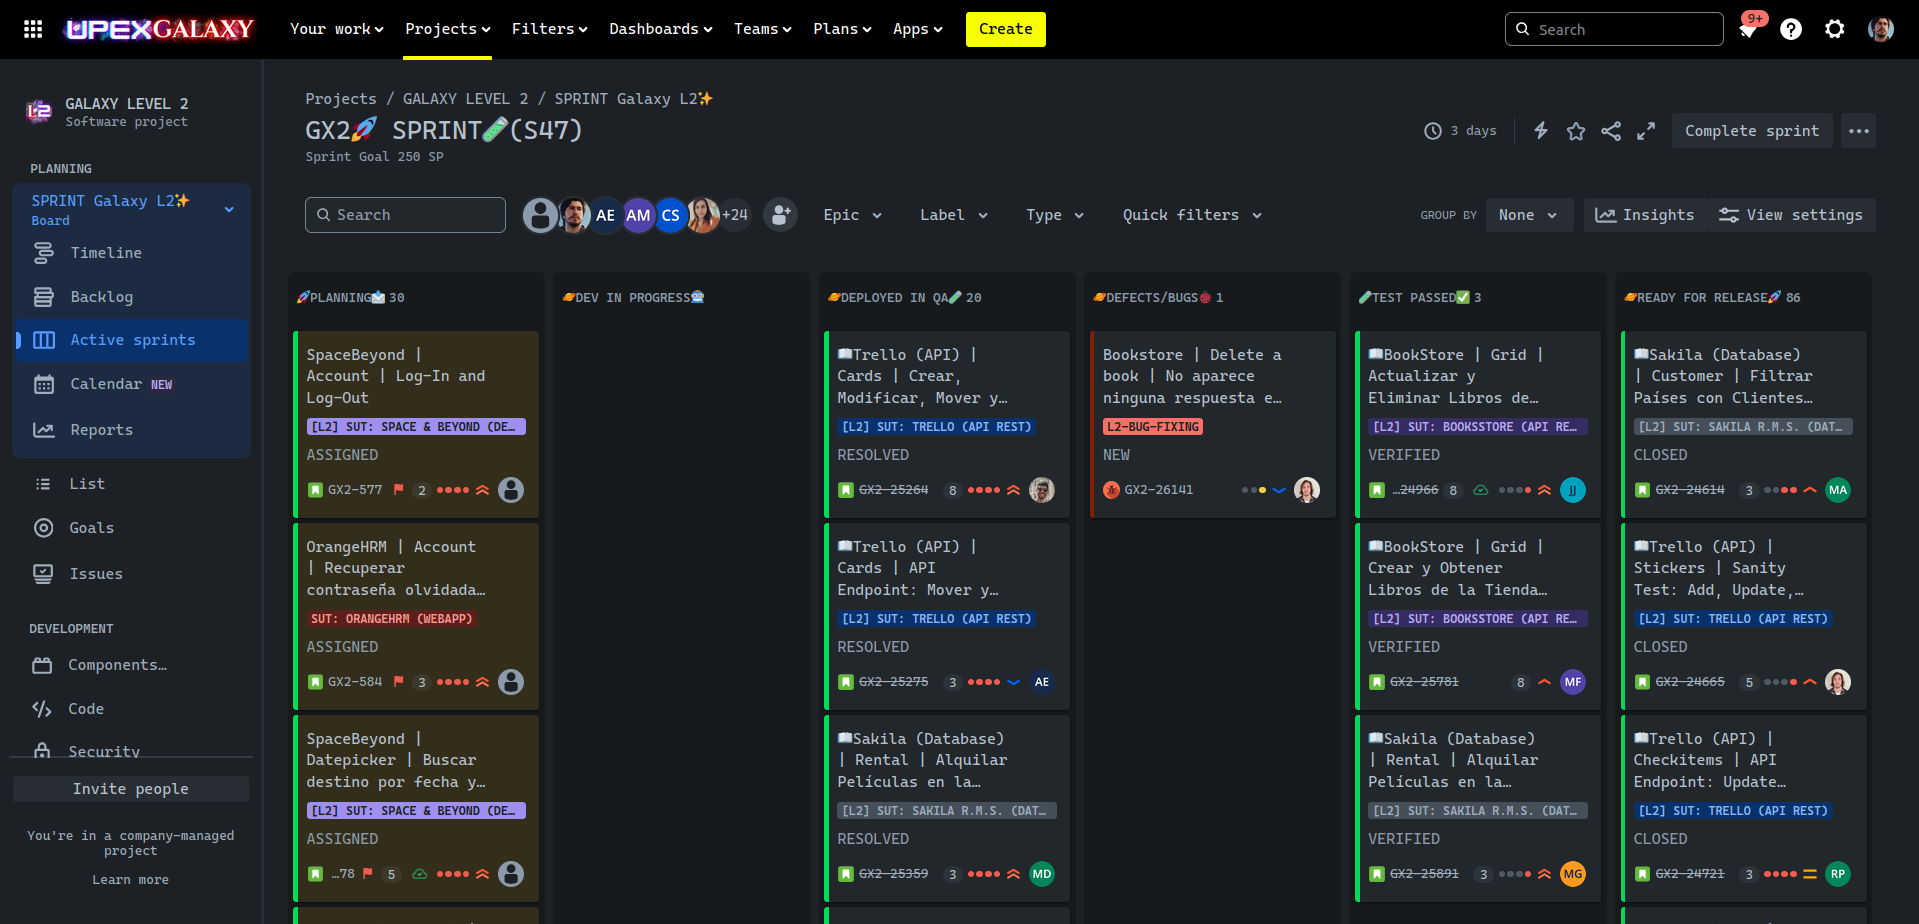 UPEXGALAXY Your work Projects Filters Dashboards Teams Plans Apps Create Search 9+
L2 GALAXY LEVEL 2
Software project
PLANNING
SPRINT Galaxy L2✨
Board
Timeline
Backlog
Active sprints
Calendar NEW
Reports
List
Goals
Issues
DEVELOPMENT
Components…
Code
Security
Invite people
You're in a company-managed
project
Learn more
Projects / GALAXY LEVEL 2 / SPRINT Galaxy L2✨
GX2🚀 SPRINT🧪(S47)
Sprint Goal 250 SP
3 days Complete sprint
Search AE AM CS +24 Epic Label Type Quick filters GROUP BY None Insights View settings
🚀PLANNING📩 30
SpaceBeyond |
Account | Log-In and
Log-Out
[L2] SUT: SPACE & BEYOND (DE…
ASSIGNED
GX2-577 2
OrangeHRM | Account
| Recuperar
contraseña olvidada…
SUT: ORANGEHRM (WEBAPP)
ASSIGNED
GX2-584 3
SpaceBeyond |
Datepicker | Buscar
destino por fecha y…
[L2] SUT: SPACE & BEYOND (DE…
ASSIGNED
…78 5
🪐DEV IN PROGRESS🤖
🪐DEPLOYED IN QA🧪 20
📖Trello (API) |
Cards | Crear,
Modificar, Mover y…
[L2] SUT: TRELLO (API REST)
RESOLVED
GX2-25264 8
📖Trello (API) |
Cards | API
Endpoint: Mover y…
[L2] SUT: TRELLO (API REST)
RESOLVED
GX2-25275 3 AE
📖Sakila (Database)
| Rental | Alquilar
Películas en la…
[L2] SUT: SAKILA R.M.S. (DAT…
RESOLVED
GX2-25359 3 MD
🪐DEFECTS/BUGS🐞 1
Bookstore | Delete a
book | No aparece
ninguna respuesta e…
L2-BUG-FIXING
NEW
GX2-26141
🧪TEST PASSED✅ 3
📖BookStore | Grid |
Actualizar y
Eliminar Libros de…
[L2] SUT: BOOKSSTORE (API RE…
VERIFIED
…24966 8 JJ
📖BookStore | Grid |
Crear y Obtener
Libros de la Tienda…
[L2] SUT: BOOKSSTORE (API RE…
VERIFIED
GX2-25781 8 MF
📖Sakila (Database)
| Rental | Alquilar
Películas en la…
[L2] SUT: SAKILA R.M.S. (DAT…
VERIFIED
GX2-25891 3 MG
🪐READY FOR RELEASE🚀 86
📖Sakila (Database)
| Customer | Filtrar
Países con Clientes…
[L2] SUT: SAKILA R.M.S. (DAT…
CLOSED
GX2-24614 3 MA
📖Trello (API) |
Stickers | Sanity
Test: Add, Update,…
[L2] SUT: TRELLO (API REST)
CLOSED
GX2-24665 5
📖Trello (API) |
Checkitems | API
Endpoint: Update…
[L2] SUT: TRELLO (API REST)
CLOSED
GX2-24721 3 RP